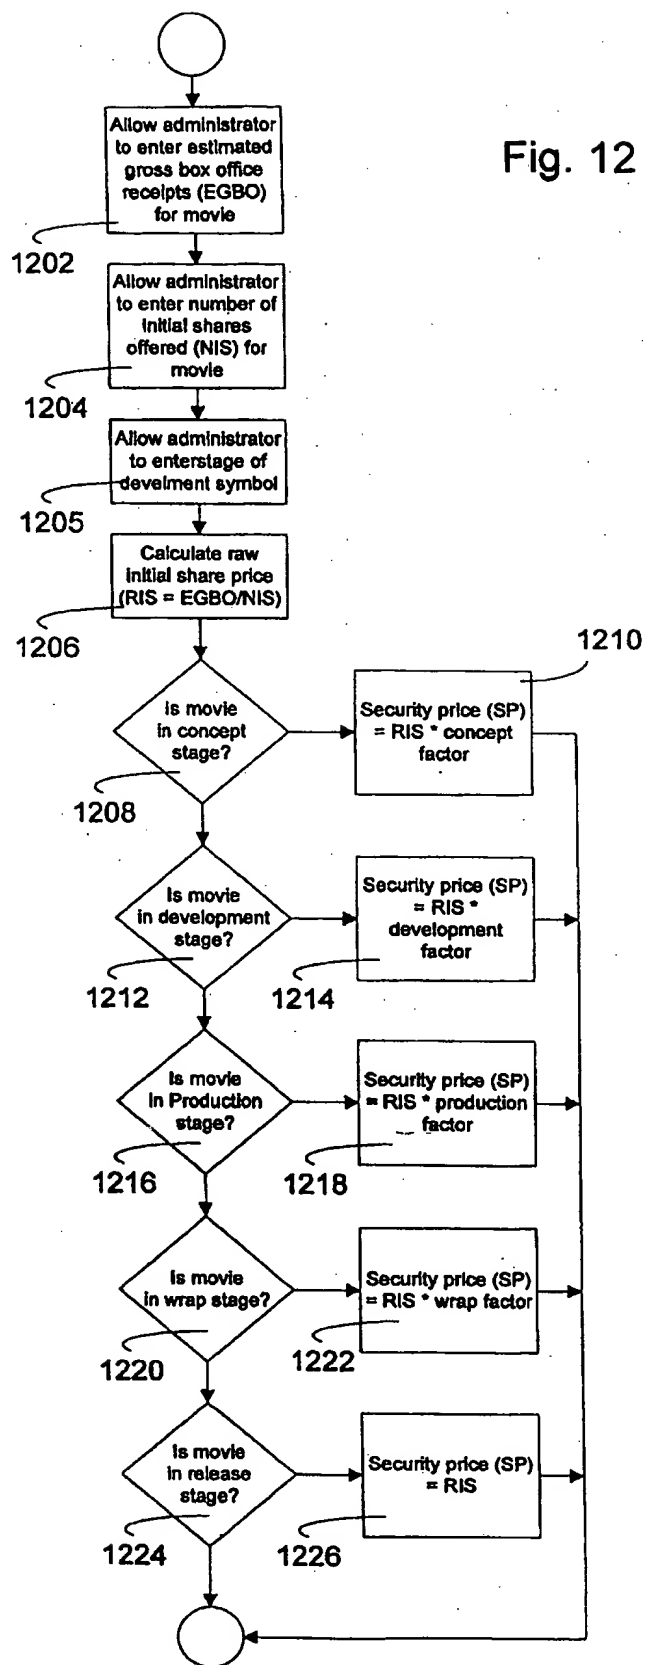 Fig. 12
Allow administrator
to enter estimated
gross box office
receipts (EGBO)
for movie
1202
Allow administrator
to enter number of
initial shares
offered (NIS) for
movie
1204
Allow administrator
to enterstage of
develment symbol
1205
Calculate raw
initial share price
(RIS = EGBO/NIS)
1206
1210
Is movie
in concept
stage?
1208
Security price (SP)
= RIS * concept
factor
Is movie
in development
stage?
1212
Security price (SP)
= RIS *
development
factor
1214
Is movie
in Production
stage?
1216
Security price (SP)
= RIS * production
factor
1218
Is movie
in wrap stage?
1220
Security price (SP)
= RIS * wrap factor
1222
Is movie
in release
stage?
1224
Security price (SP)
= RIS
1226